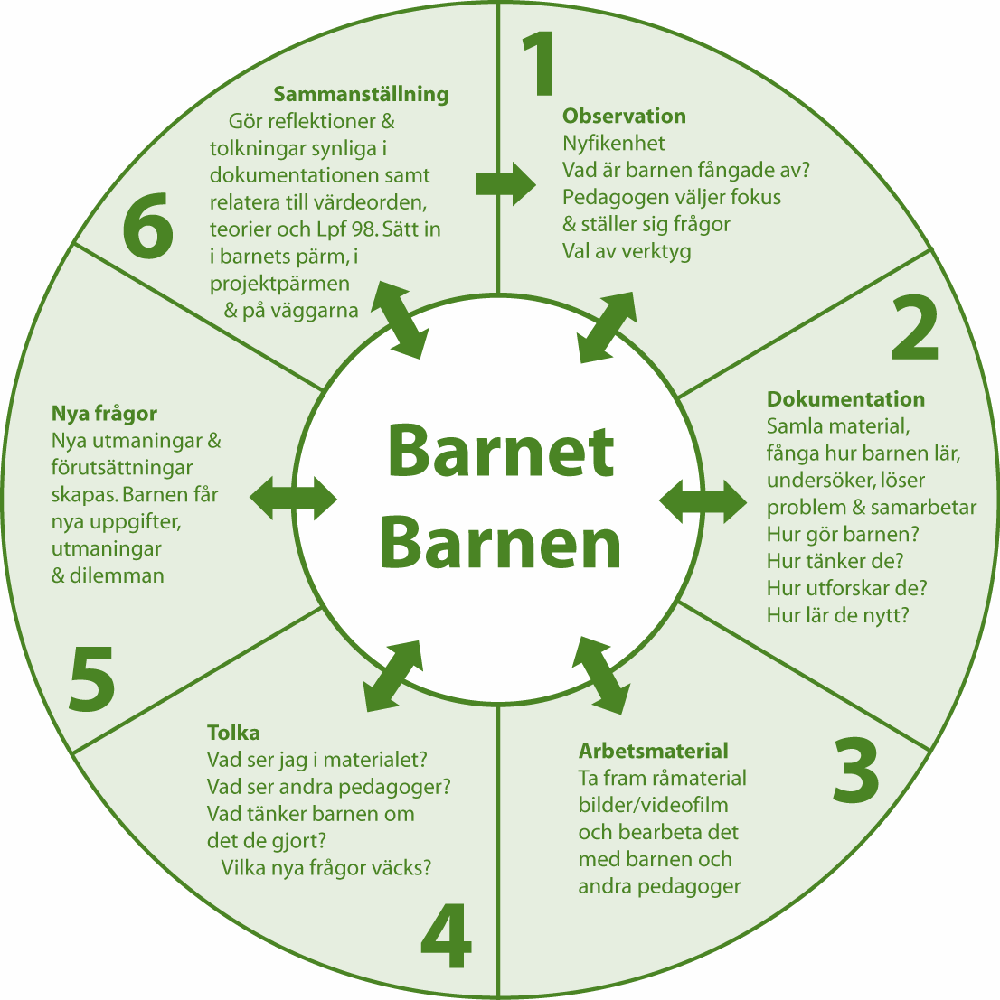 1
Observation
Nyfikenhet
Vad är barnen fångade av?
Pedagogen väljer fokus
& ställer sig frågor
Val av verktyg
2
Dokumentation
Samla material,
fånga hur barnen lär,
undersöker, löser
problem & samarbetar
Hur gör barnen?
Hur tänker de?
Hur utforskar de?
Hur lär de nytt?
3
Arbetsmaterial
Ta fram råmaterial
bilder/videofilm
och bearbeta det
med barnen och
andra pedagoger
4
Tolka
Vad ser jag i materialet?
Vad ser andra pedagoger?
Vad tänker barnen om
det de gjort?
Vilka nya frågor väcks?
5
Nya frågor
Nya utmaningar &
förutsättningar
skapas. Barnen får
nya uppgifter,
utmaningar
& dilemman
6
Sammanställning
Gör reflektioner &
tolkningar synliga i
dokumentationen samt
relatera till värdeorden,
teorier och Lpf 98. Sätt in
i barnets pärm, i
projektpärmen
& på väggarna
Barnet
Barnen